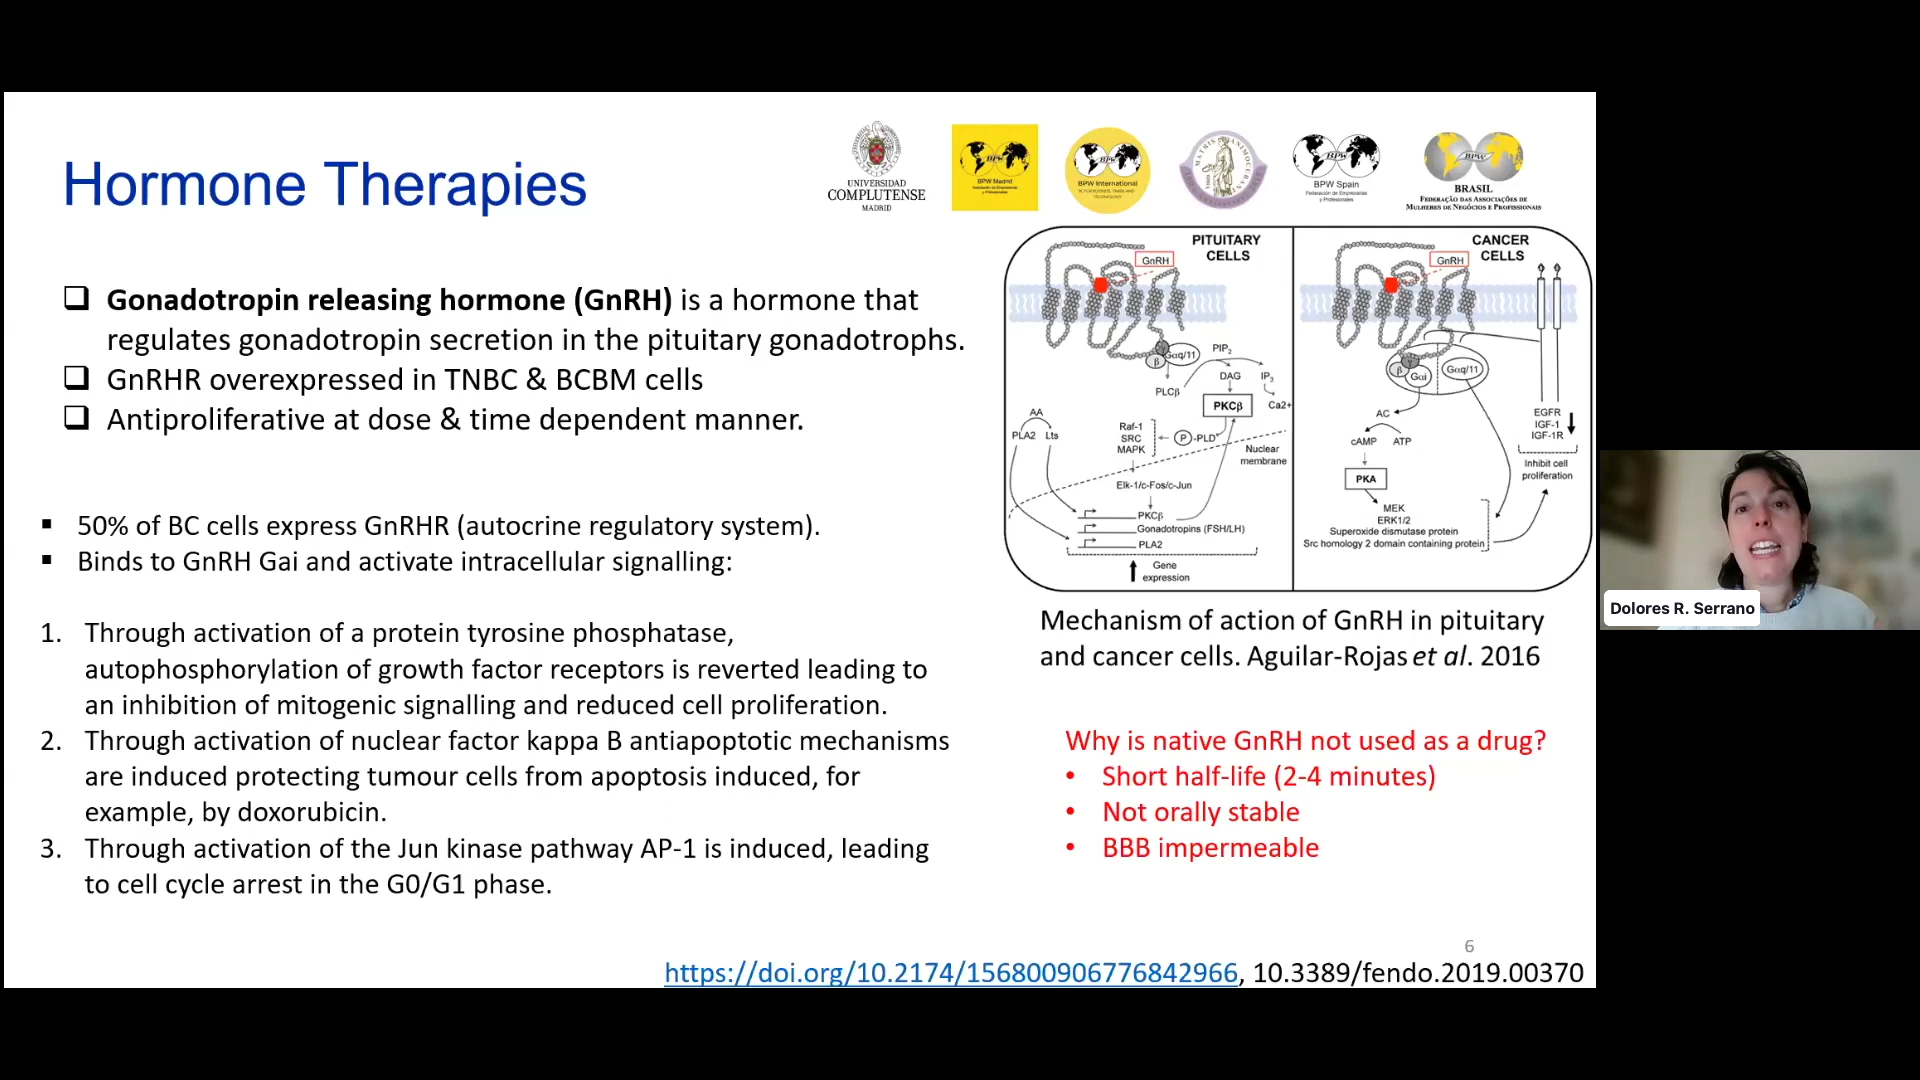 Hormone Therapies
UNIVERSIDAD
COMPLUTENSE
MADRID
BPW
BPW Madrid
BPW
BPW International
BPW
BPW Spain
Federación de Empresarias
y Profesionales
BPW
BRASIL
FEDERAÇÃO DAS ASSOCIAÇÕES DE
MULHERES DE NEGÓCIOS E PROFISSIONAIS
❑ Gonadotropin releasing hormone (GnRH) is a hormone that
regulates gonadotropin secretion in the pituitary gonadotrophs.
❑ GnRHR overexpressed in TNBC & BCBM cells
❑ Antiproliferative at dose & time dependent manner.
▪ 50% of BC cells express GnRHR (autocrine regulatory system).
▪ Binds to GnRH Gai and activate intracellular signalling:
1. Through activation of a protein tyrosine phosphatase,
autophosphorylation of growth factor receptors is reverted leading to
an inhibition of mitogenic signalling and reduced cell proliferation.
2. Through activation of nuclear factor kappa B antiapoptotic mechanisms
are induced protecting tumour cells from apoptosis induced, for
example, by doxorubicin.
3. Through activation of the Jun kinase pathway AP-1 is induced, leading
to cell cycle arrest in the G0/G1 phase.
PITUITARY
CELLS
GnRH
γ
β
Gαq/11
PIP2
PLCβ
DAG
IP3
PKCβ
Ca2+
AA
PLA2 Lts
Raf-1
SRC
MAPK
P -PLD
Nuclear
membrane
Elk-1/c-Fos/c-Jun
PKCβ
Gonadotropins (FSH/LH)
PLA2
Gene
expression
CANCER
CELLS
GnRH
γ
β
Gαi
Gαq/11
AC
cAMP ATP
PKA
MEK
ERK1/2
Superoxide dismutase protein
Src homology 2 domain containing protein
EGFR
IGF-1
IGF-1R
Inhibit cell
proliferation
Mechanism of action of GnRH in pituitary
and cancer cells. Aguilar-Rojas et al. 2016
Why is native GnRH not used as a drug?
• Short half-life (2-4 minutes)
• Not orally stable
• BBB impermeable
6
https://doi.org/10.2174/156800906776842966, 10.3389/fendo.2019.00370
Dolores R. Serrano